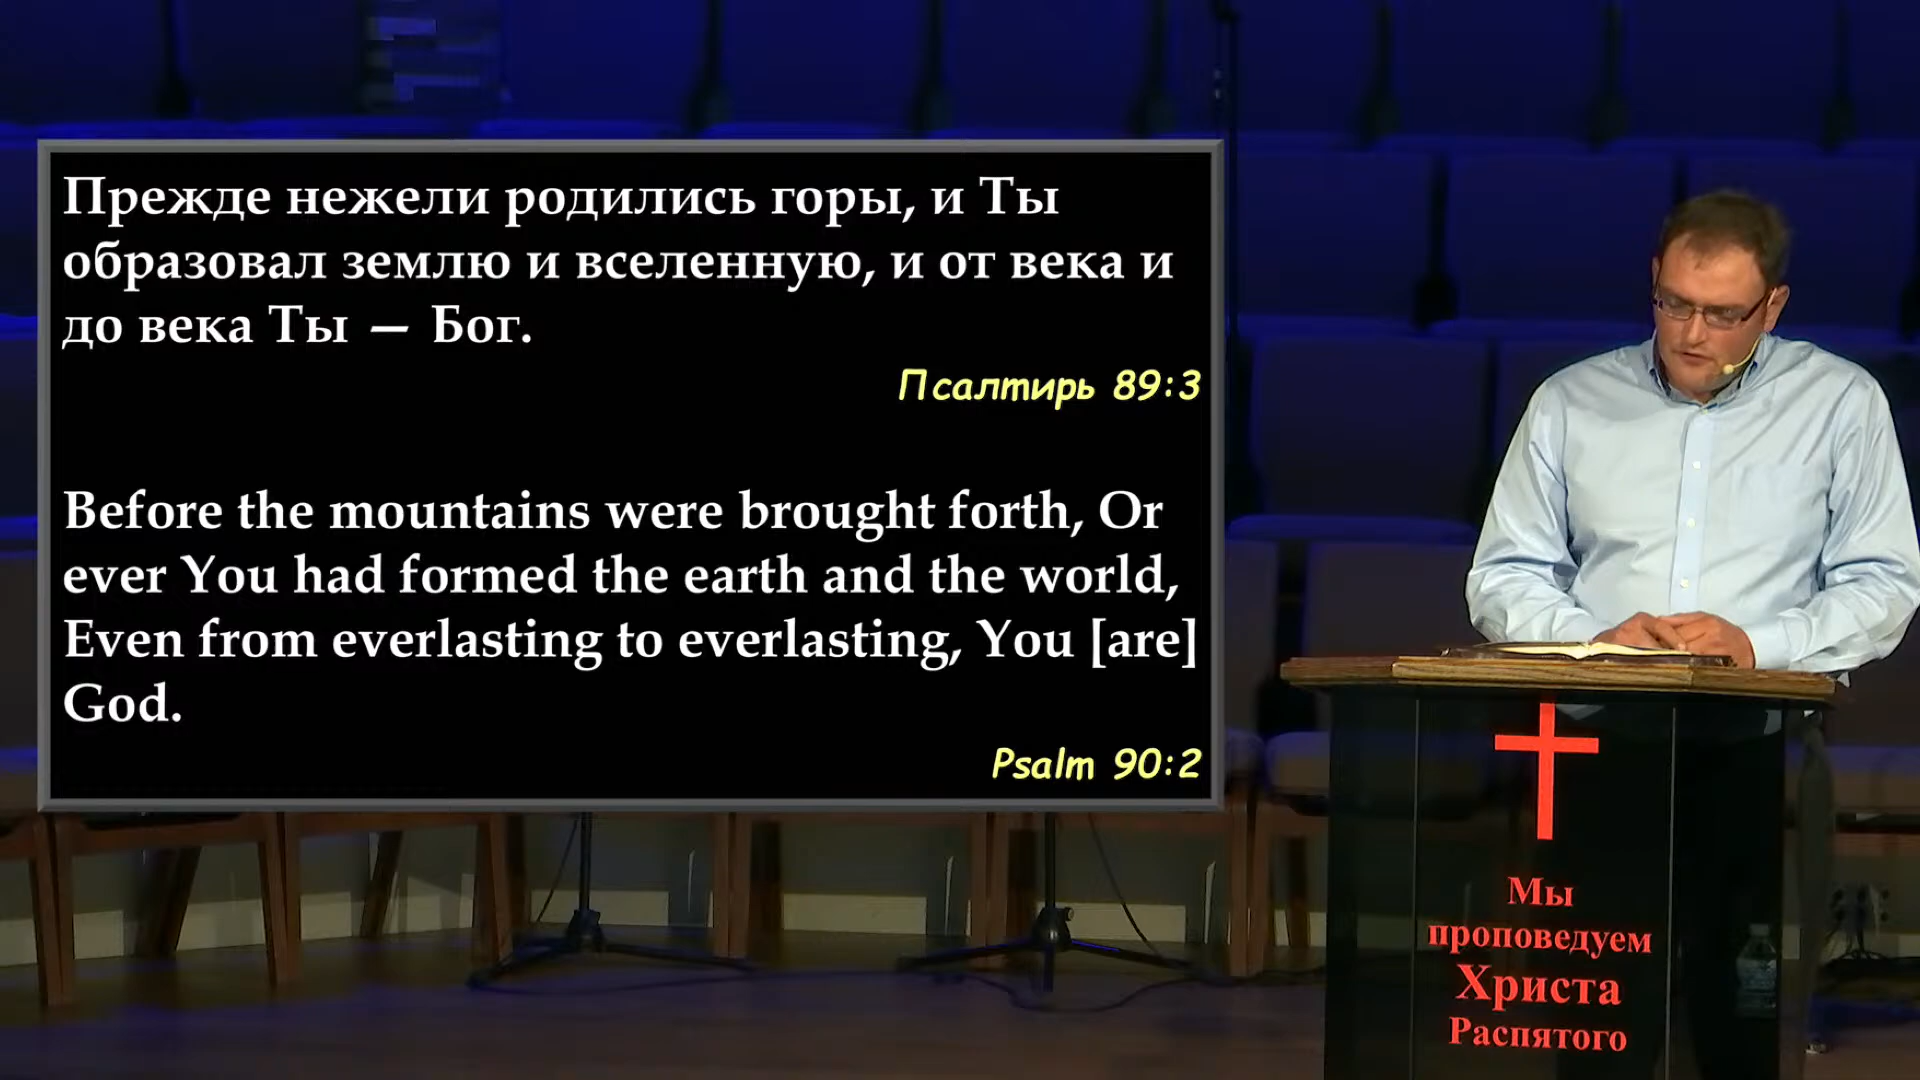 Прежде нежели родились горы, и Ты
образовал землю и вселенную, и от века и
до века Ты — Бог.
Псалтирь 89:3
Before the mountains were brought forth, Or
ever You had formed the earth and the world,
Even from everlasting to everlasting, You [are]
God.
Psalm 90:2
Мы
проповедуем
Христа
Распятого